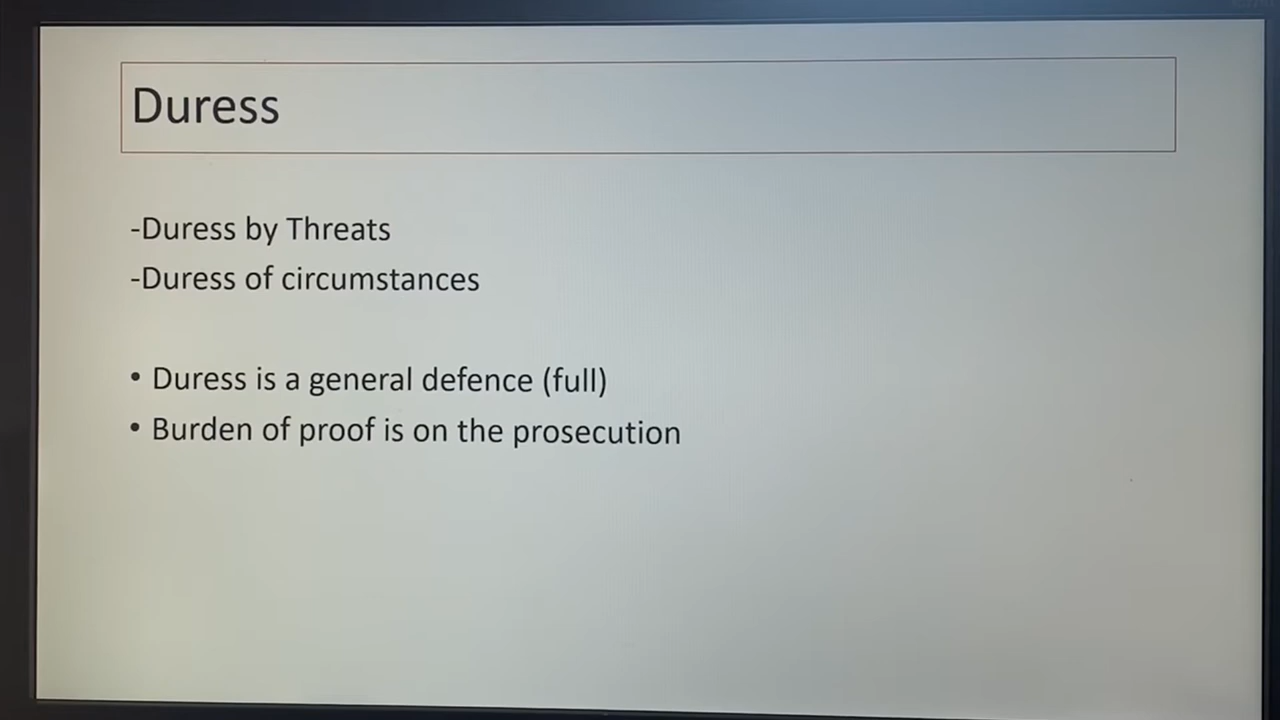 Duress
-Duress by Threats
-Duress of circumstances
• Duress is a general defence (full)
• Burden of proof is on the prosecution